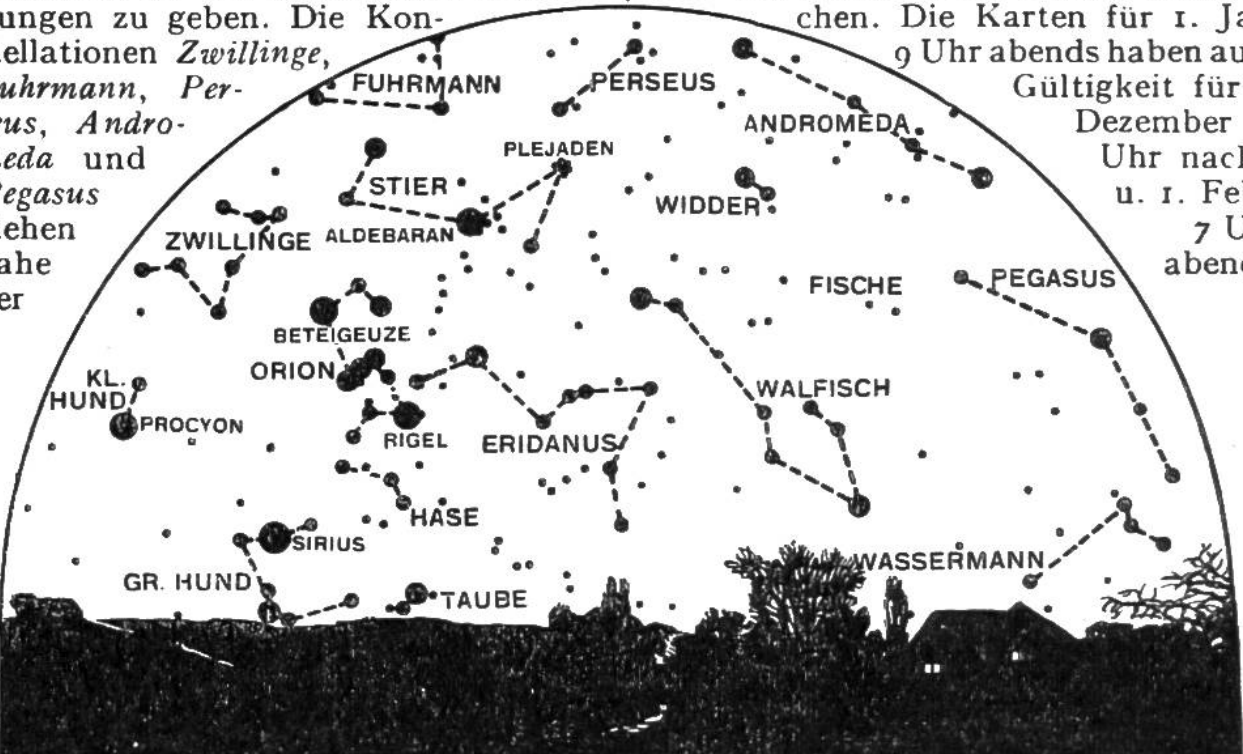 ungen zu geben. Die Kon-
ellationen Zwillinge,
uhrmann, Per-
us, Andro-
eda und
Pegasus
ehen
ahe
er
chen. Die Karten für 1. Ja
9 Uhr abends haben au
Gültigkeit für
Dezember
Uhr nach
u. 1. Fe
7 U
abend
FUHRMANN
PERSEUS
ANDROMEDA
PLEJADEN
STIER
WIDDER
ZWILLINGE
ALDEBARAN
FISCHE
PEGASUS
BETEIGEUZE
ORION
KL.
HUND
PROCYON
WALFISCH
RIGEL
ERIDANUS
HASE
SIRIUS
WASSERMANN
GR. HUND
TAUBE